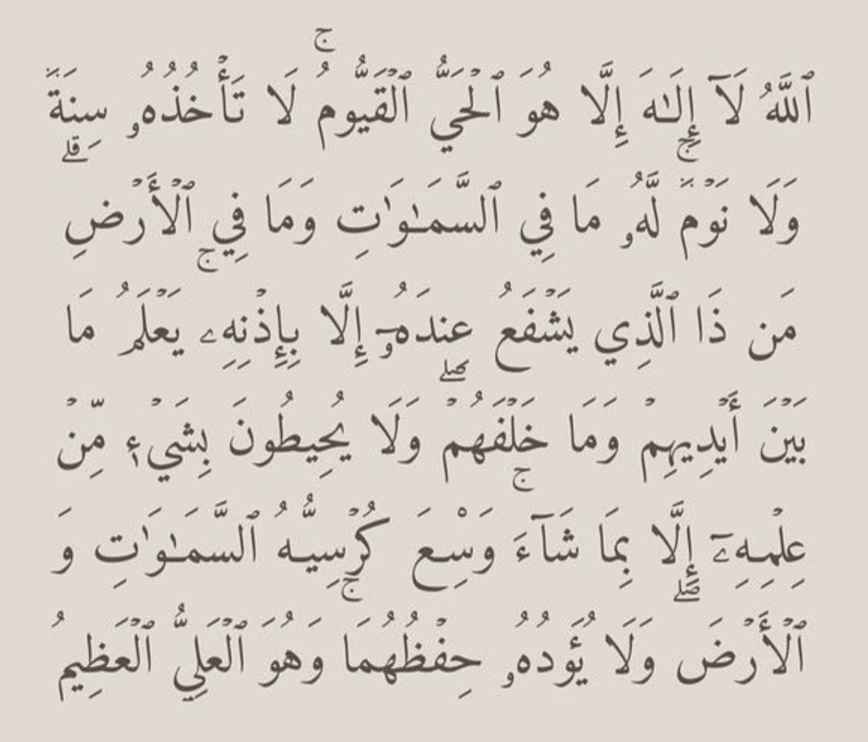 ٱللَّهُ لَآ إِلَـٰهَ إِلَّا هُوَ ٱلْحَيُّ ٱلْقَيُّومُ ۚ لَا تَأْخُذُهُۥ سِنَةٌ
وَلَا نَوْمٌ ۚ لَّهُۥ مَا فِي ٱلسَّمَـٰوَٰتِ وَمَا فِي ٱلْأَرْضِ ۗ
مَن ذَا ٱلَّذِي يَشْفَعُ عِندَهُۥٓ إِلَّا بِإِذْنِهِۦ ۚ يَعْلَمُ مَا
بَيْنَ أَيْدِيهِمْ وَمَا خَلْفَهُمْ ۖ وَلَا يُحِيطُونَ بِشَيْءٍ مِّنْ
عِلْمِهِۦٓ إِلَّا بِمَا شَآءَ ۚ وَسِعَ كُرْسِيُّهُ ٱلسَّمَـٰوَٰتِ وَ
ٱلْأَرْضَ ۖ وَلَا ئَُودُهُۥ حِفْظُهُمَا ۚ وَهُوَ ٱلْعَلِيُّ ٱلْعَظِيمُ